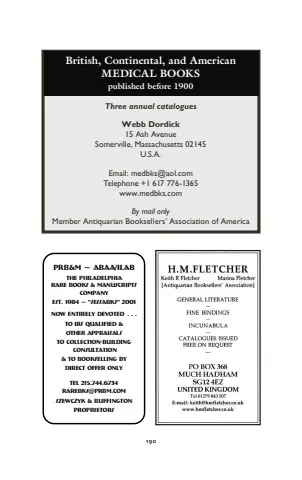 British, Continental, and American
MEDICAL BOOKS
published before 1900
Three annual catalogues
Webb Dordick
15 Ash Avenue
Somerville, Massachusetts 02145
U.S.A.
Email: medbks@aol.com
Telephone +1 617 776-1365
www.medbks.com
By mail only
Member Antiquarian Booksellers' Association of America
PRB&M ~ ABAA/ILAB
THE PHILADELPHIA
RARE BOOKS & MANUSCRIPTS
COMPANY
EST. 1984 ~ "SESSABKS" 2001
NOW ENTIRELY DEVOTED . . .
TO IRS QUALIFIED &
OTHER APPRAISALS
TO COLLECTION-BUILDING
CONSULTATION
& TO BOOKSELLING BY
DIRECT OFFER ONLY
TEL 215.744.6734
RAREBKS@PRBM.COM
SZEWCZYK & BUFFINGTON
PROPRIETORS
H.M.FLETCHER
Keith R Fletcher Marina Fletcher
[Antiquarian Booksellers' Association]
GENERAL LITERATURE
~
FINE BINDINGS
~
INCUNABULA
~
CATALOGUES ISSUED
FREE ON REQUEST
~
PO BOX 368
MUCH HADHAM
SG12 4EZ
UNITED KINGDOM
Tel 01279 843 507
E-mail: keith@hmfletcher.co.uk
www.hmfletcher.co.uk
190